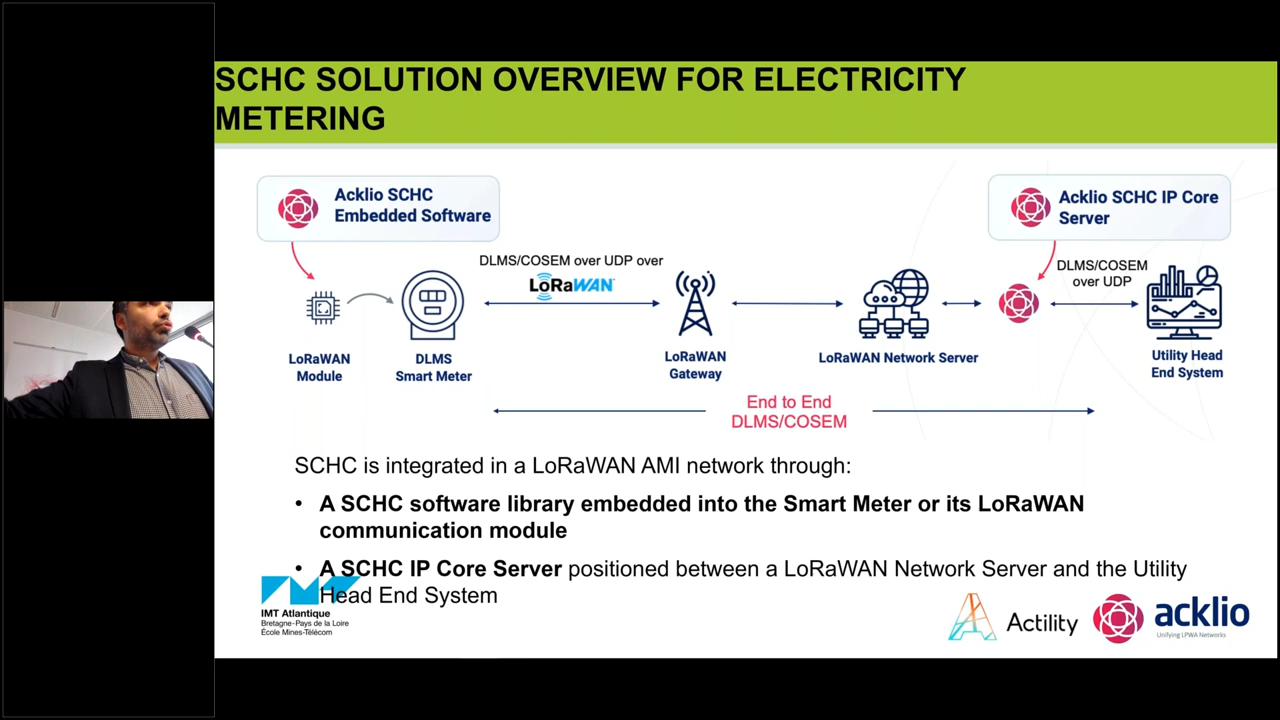 SCHC SOLUTION OVERVIEW FOR ELECTRICITY
METERING
Acklio SCHC
Embedded Software
Acklio SCHC IP Core
Server
DLMS/COSEM over UDP over
LoRaWAN
DLMS/COSEM
over UDP
LoRaWAN
Module
DLMS
Smart Meter
LoRaWAN
Gateway
LoRaWAN Network Server
Utility Head
End System
End to End
DLMS/COSEM
SCHC is integrated in a LoRaWAN AMI network through:
• A SCHC software library embedded into the Smart Meter or its LoRaWAN
communication module
• A SCHC IP Core Server positioned between a LoRaWAN Network Server and the Utility
Head End System
IMT Atlantique
Bretagne-Pays de la Loire
École Mines-Télécom
Actility
acklio
Unifying LPWA Networks